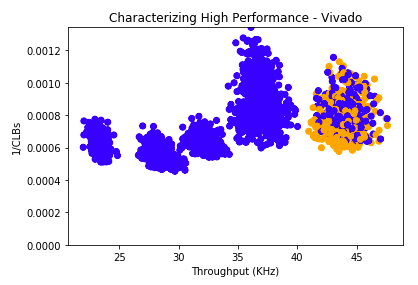 Characterizing High Performance - Vivado
0.0012
0.0010
0.0008
0.0006
0.0004
0.0002
0.0000
1/CLBs
25 30 35 40 45
Throughput (KHz)